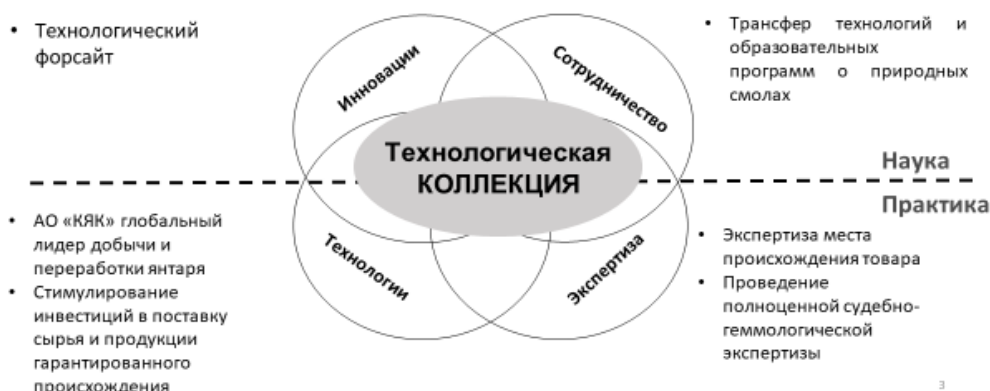 • Технологический
форсайт
Инновации
Сотрудничество
• Трансфер технологий и
образовательных
программ о природных
смолах
Технологическая
КОЛЛЕКЦИЯ
Наука
Практика
• АО «КЯК» глобальный
лидер добычи и
переработки янтаря
• Стимулирование
инвестиций в поставку
сырья и продукции
гарантированного
происхождения
Технологии
Экспертиза
• Экспертиза места
происхождения товара
• Проведение
полноценной судебно-
геммологической
экспертизы
3